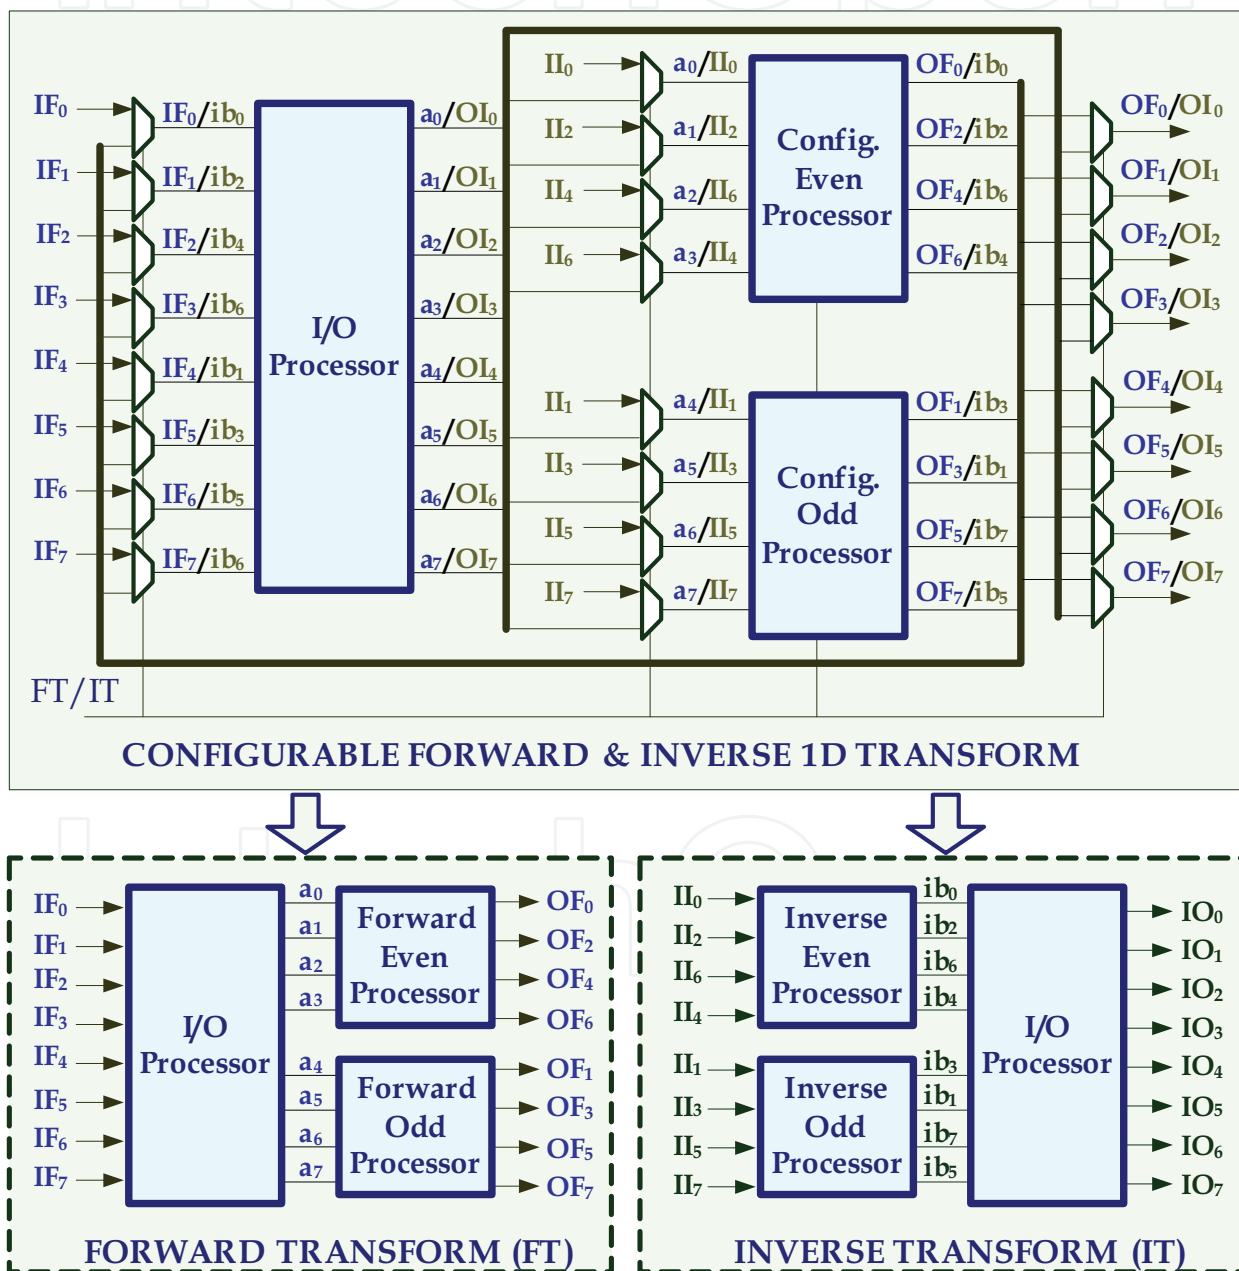 IF₀
IF₁
IF₂
IF₃
IF₄
IF₅
IF₆
IF₇
IF₀/ib₀
IF₁/ib₂
IF₂/ib₄
IF₃/ib₆
IF₄/ib₁
IF₅/ib₃
IF₆/ib₅
IF₇/ib₆
I/O
Processor
a₀/OI₀
a₁/OI₁
a₂/OI₂
a₃/OI₃
a₄/OI₄
a₅/OI₅
a₆/OI₆
a₇/OI₇
II₀
II₂
II₄
II₆
II₁
II₃
II₅
II₇
a₀/II₀
a₁/II₂
a₂/II₆
a₃/II₄
a₄/II₁
a₅/II₃
a₆/II₅
a₇/II₇
Config.
Even
Processor
Config.
Odd
Processor
OF₀/ib₀
OF₂/ib₂
OF₄/ib₆
OF₆/ib₄
OF₁/ib₃
OF₃/ib₁
OF₅/ib₇
OF₇/ib₅
OF₀/OI₀
OF₁/OI₁
OF₂/OI₂
OF₃/OI₃
OF₄/OI₄
OF₅/OI₅
OF₆/OI₆
OF₇/OI₇
FT/IT
CONFIGURABLE FORWARD & INVERSE 1D TRANSFORM
IF₀
IF₁
IF₂
IF₃
IF₄
IF₅
IF₆
IF₇
I/O
Processor
a₀
a₁
a₂
a₃
a₄
a₅
a₆
a₇
Forward
Even
Processor
Forward
Odd
Processor
OF₀
OF₂
OF₄
OF₆
OF₁
OF₃
OF₅
OF₇
FORWARD TRANSFORM (FT)
II₀
II₂
II₆
II₄
II₁
II₃
II₅
II₇
Inverse
Even
Processor
Inverse
Odd
Processor
ib₀
ib₂
ib₆
ib₄
ib₃
ib₁
ib₇
ib₅
I/O
Processor
IO₀
IO₁
IO₂
IO₃
IO₄
IO₅
IO₆
IO₇
INVERSE TRANSFORM (IT)